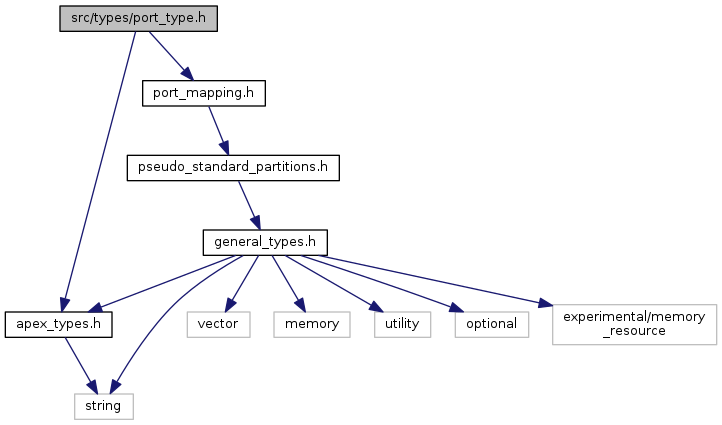 src/types/port_type.h
port_mapping.h
pseudo_standard_partitions.h
general_types.h
apex_types.h
vector
memory
utility
optional
experimental/memory
_resource
string